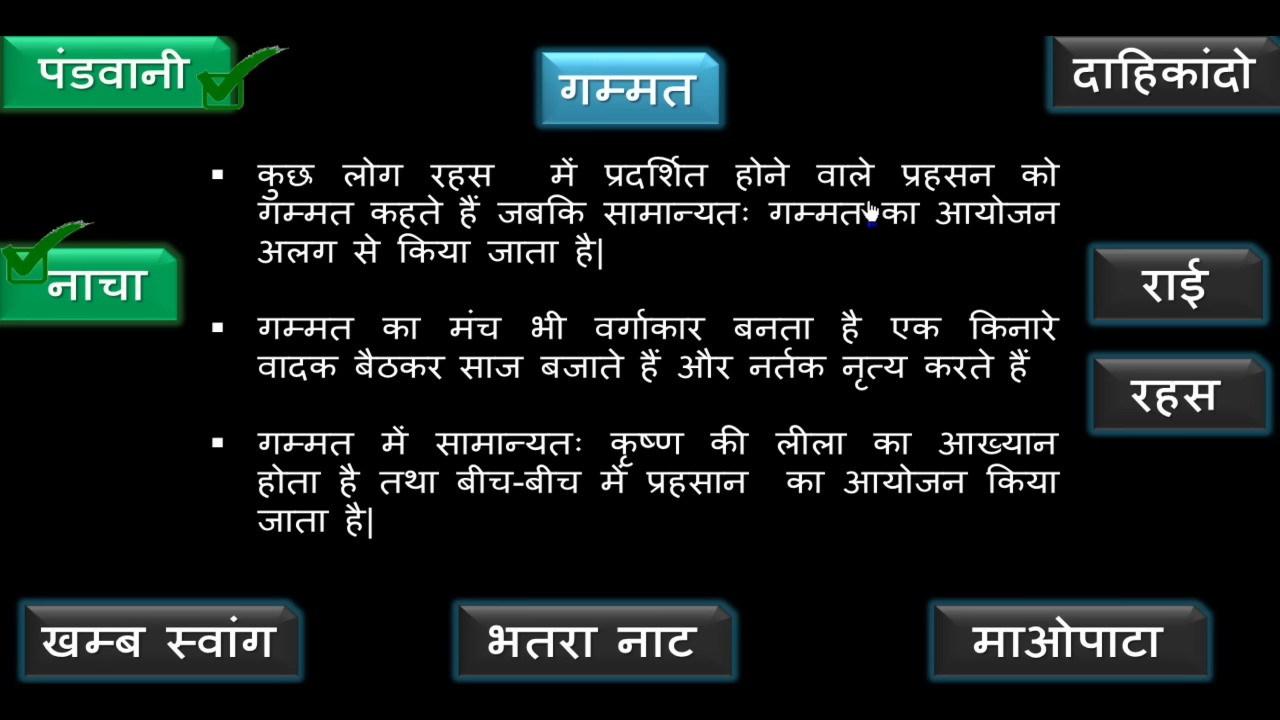 पंडवानी
गम्मत
दाहिकांदो
▪ कुछ लोग रहस में प्रदर्शित होने वाले प्रहसन को
गम्मत कहते हैं जबकि सामान्यतः गम्मत का आयोजन
अलग से किया जाता है|
नाचा
राई
▪ गम्मत का मंच भी वर्गाकार बनता है एक किनारे
वादक बैठकर साज बजाते हैं और नर्तक नृत्य करते हैं
रहस
▪ गम्मत में सामान्यतः कृष्ण की लीला का आख्यान
होता है तथा बीच-बीच में प्रहसान का आयोजन किया
जाता है|
खम्ब स्वांग
भतरा नाट
माओपाटा